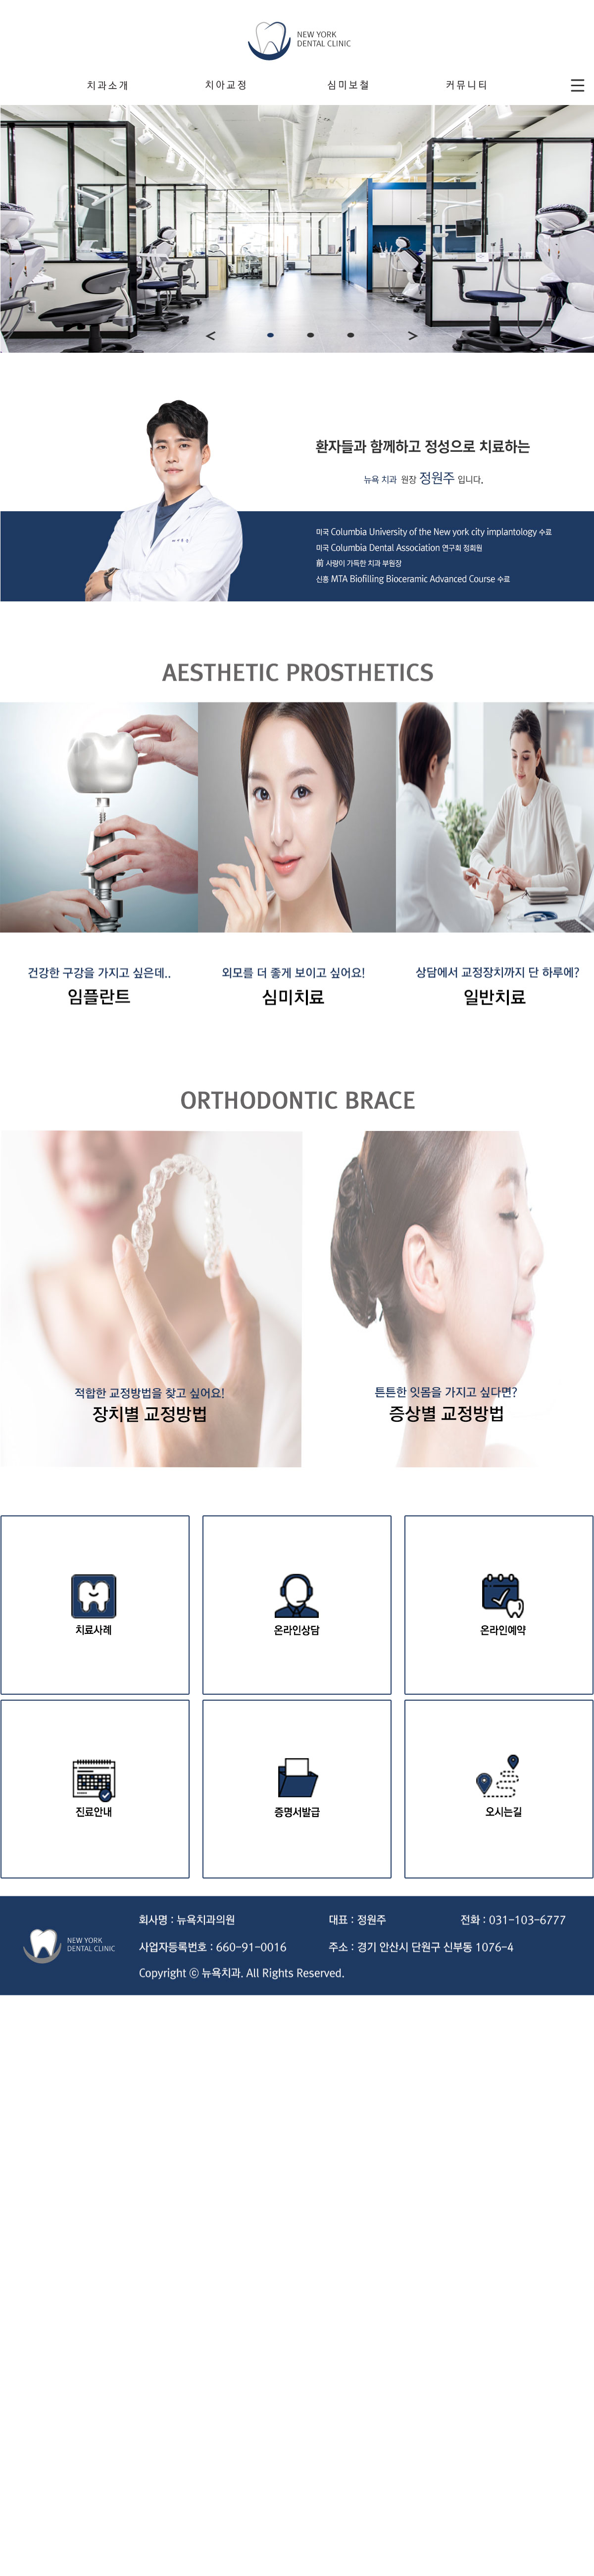 NEW YORK
DENTAL CLINIC
치과소개 치아교정 심미보철 커뮤니티
환자들과 함께하고 정성으로 치료하는
뉴욕 치과 원장 정원주 입니다.
미국 Columbia University of the New york city implantology 수료
미국 Columbia Dental Association 연구회 정회원
前 사랑이 가득한 치과 부원장
신흥 MTA Biofilling Bioceramic Advanced Course 수료
AESTHETIC PROSTHETICS
건강한 구강을 가지고 싶은데..
임플란트
외모를 더 좋게 보이고 싶어요!
심미치료
상담에서 교정장치까지 단 하루에?
일반치료
ORTHODONTIC BRACE
적합한 교정방법을 찾고 싶어요!
장치별 교정방법
튼튼한 잇몸을 가지고 싶다면?
증상별 교정방법
치료사례
온라인상담
온라인예약
진료안내
증명서발급
오시는길
NEW YORK
DENTAL CLINIC
회사명 : 뉴욕치과의원 대표 : 정원주 전화 : 031-103-6777
사업자등록번호 : 660-91-0016 주소 : 경기 안산시 단원구 신부동 1076-4
Copyright ⓒ 뉴욕치과. All Rights Reserved.